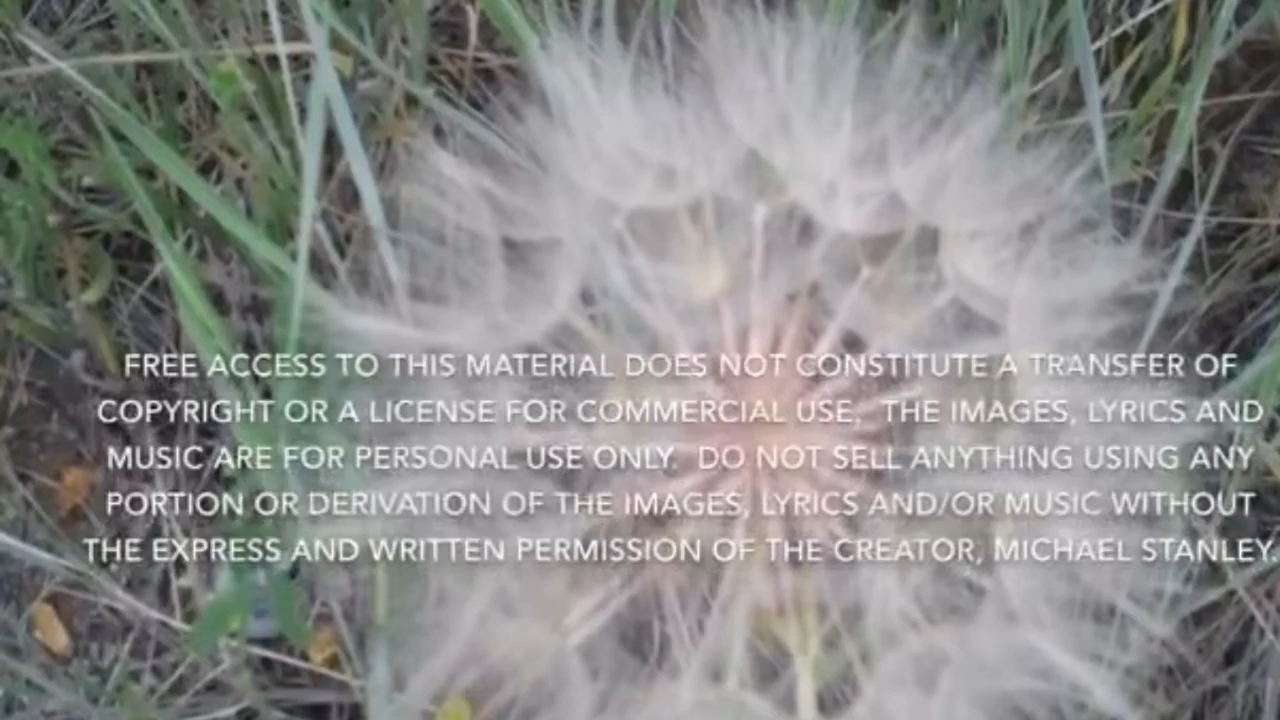 FREE ACCESS TO THIS MATERIAL DOES NOT CONSTITUTE A TRANSFER OF
COPYRIGHT OR A LICENSE FOR COMMERCIAL USE.  THE IMAGES, LYRICS AND
MUSIC ARE FOR PERSONAL USE ONLY.  DO NOT SELL ANYTHING USING ANY
PORTION OR DERIVATION OF THE IMAGES, LYRICS AND/OR MUSIC WITHOUT
THE EXPRESS AND WRITTEN PERMISSION OF THE CREATOR, MICHAEL STANLEY.